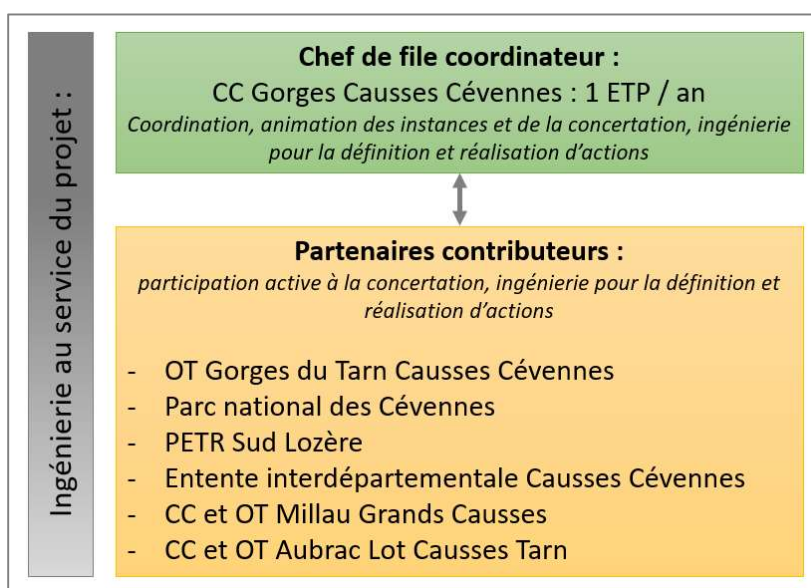 Ingénierie au service du projet :
Chef de file coordinateur :
CC Gorges Causses Cévennes : 1 ETP / an
Coordination, animation des instances et de la concertation, ingénierie
pour la définition et réalisation d’actions
Partenaires contributeurs :
participation active à la concertation, ingénierie pour la définition et
réalisation d’actions
- OT Gorges du Tarn Causses Cévennes
- Parc national des Cévennes
- PETR Sud Lozère
- Entente interdépartementale Causses Cévennes
- CC et OT Millau Grands Causses
- CC et OT Aubrac Lot Causses Tarn